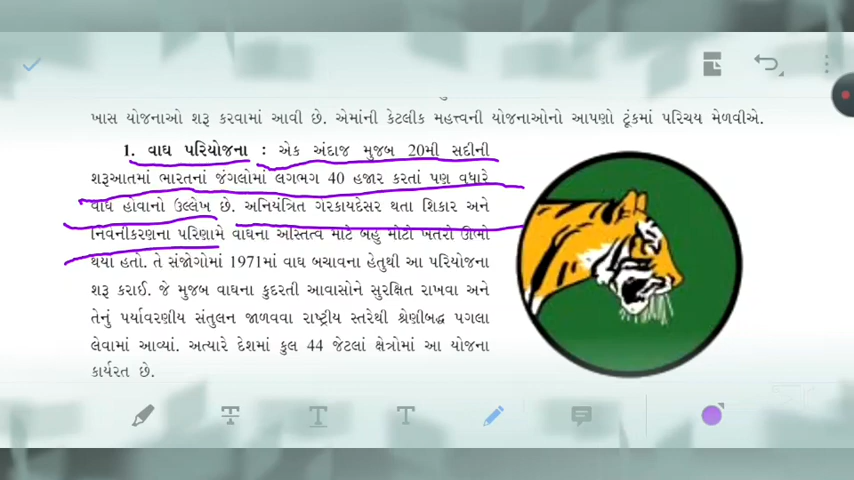 ખાસ યોજનાઓ શરૂ કરવામાં આવી છે. એમાંની કેટલીક મહત્ત્વની યોજનાઓનો આપણો ટૂંકમાં પરિચય મેળવીએ.
1. વાઘ પરિયોજના : એક અંદાજ મુજબ 20મી સદીની
શરૂઆતમાં ભારતનાં જંગલોમાં લગભગ 40 હજાર કરતાં પણ વધારે
વાઘ હોવાનો ઉલ્લેખ છે. અનિયંત્રિત ગેરકાયદેસર થતા શિકાર અને
નિર્વનીકરણના પરિણામે વાઘના અસ્તિત્વ માટે બહુ મોટો ખતરો ઊભો
થયો હતો. તે સંજોગોમાં 1971માં વાઘ બચાવના હેતુથી આ પરિયોજના
શરૂ કરાઈ. જે મુજબ વાઘના કુદરતી આવાસોને સુરક્ષિત રાખવા અને
તેનું પર્યાવરણીય સંતુલન જાળવવા રાષ્ટ્રીય સ્તરેથી શ્રેણીબદ્ધ પગલા
લેવામાં આવ્યાં. અત્યારે દેશમાં કુલ 44 જેટલાં ક્ષેત્રોમાં આ યોજના
કાર્યરત છે.